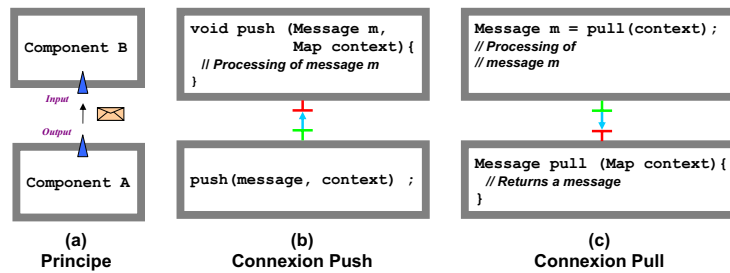 Component B
Input
Output
Component A
(a)
Principe
void push (Message m,
Map context){
// Processing of message m
}
push(message, context) ;
(b)
Connexion Push
Message m = pull(context);
// Processing of
// message m
Message pull (Map context){
// Returns a message
}
(c)
Connexion Pull